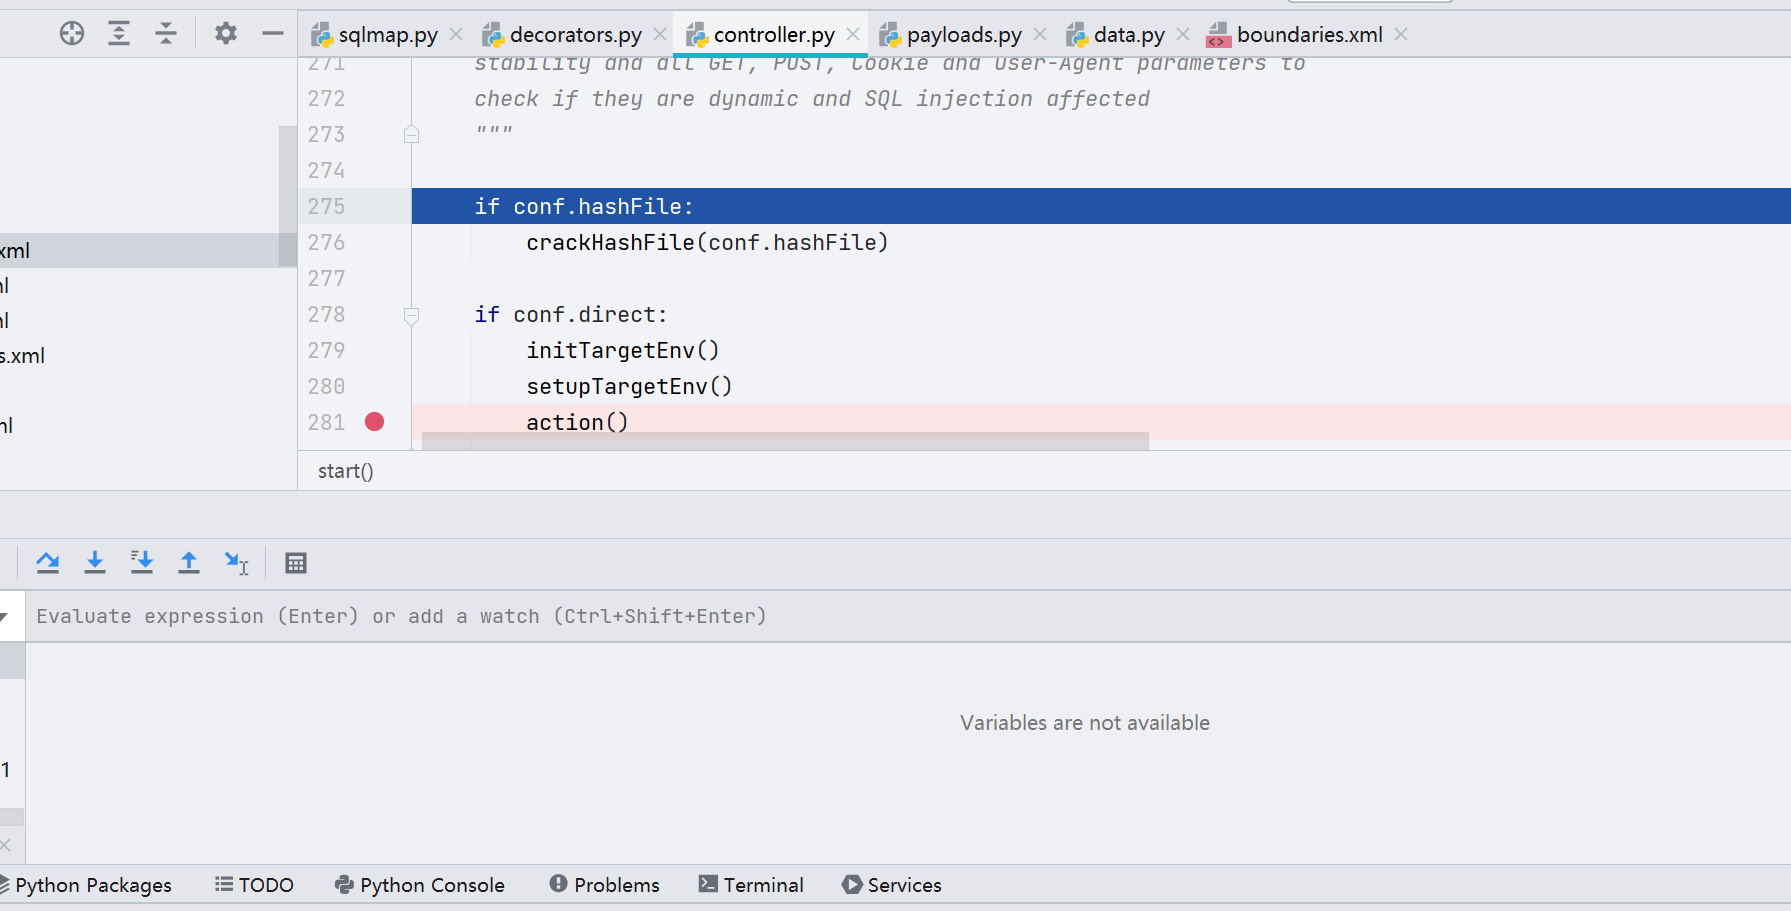 sqlmap.py
decorators.py
controller.py
payloads.py
data.py
boundaries.xml
271 stability and all GET, POST, Cookie and User-Agent parameters to
272 check if they are dynamic and SQL injection affected
273 """
274
275 if conf.hashFile:
276 crackHashFile(conf.hashFile)
277
278 if conf.direct:
279 initTargetEnv()
280 setupTargetEnv()
281 action()
xml
s.xml
start()
Evaluate expression (Enter) or add a watch (Ctrl+Shift+Enter)
Variables are not available
1
Python Packages
TODO
Python Console
Problems
Terminal
Services